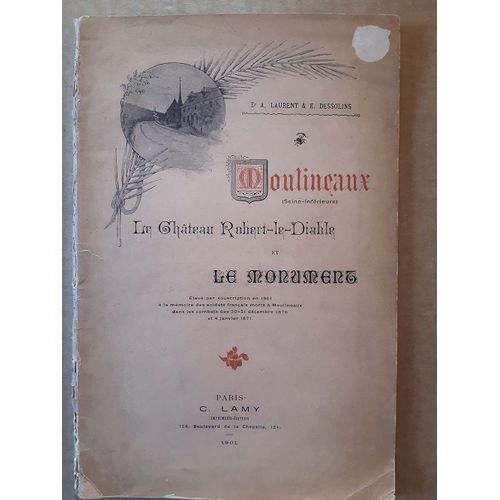 Dr A. LAURENT & E. DESSOLINS
Moulineaux
(Seine-Inférieure)
Le Château Robert-le-Diable
ET
LE MONUMENT
Élevé par souscription en 1901
à la mémoire des soldats français morts à Moulineaux
dans les combats des 30-31 décembre 1870
et 4 janvier 1871.
PARIS
C. LAMY
IMPRIMEUR-ÉDITEUR
124, Boulevard de la Chapelle, 124.
1901